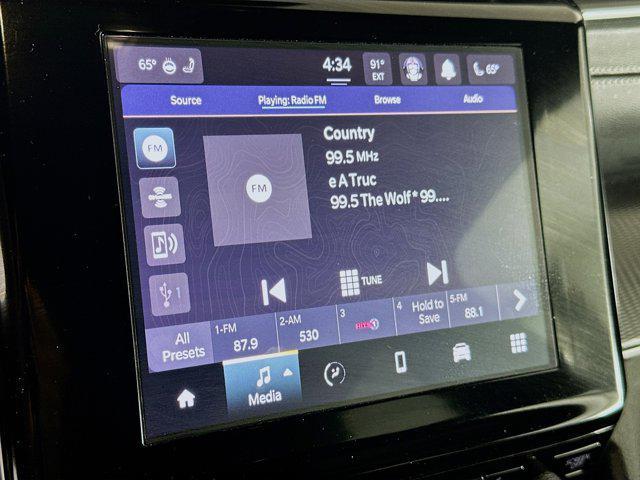 65° 4:34 91° EXT 65°
Source Playing: Radio FM Browse Audio
FM
FM
Country
99.5 MHz
e A Truc
99.5 The Wolf * 99....
1
TUNE
All Presets
1-FM 87.9
2-AM 530
3
4 Hold to Save
5-FM 88.1
Media
SCREEN OFF